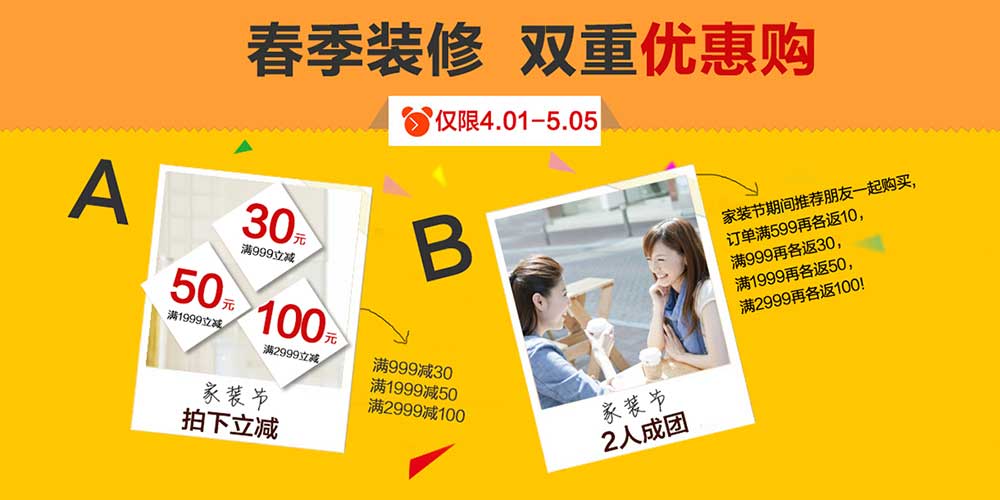 春季装修 双重优惠购
仅限4.01-5.05
A
30元
满999立减
50元
满1999立减
100元
满2999立减
家装节
拍下立减
满999减30
满1999减50
满2999减100
B
家装节
2人成团
家装节期间推荐朋友一起购买,
订单满599再各返10,
满999再各返30,
满1999再各返50,
满2999再各返100!